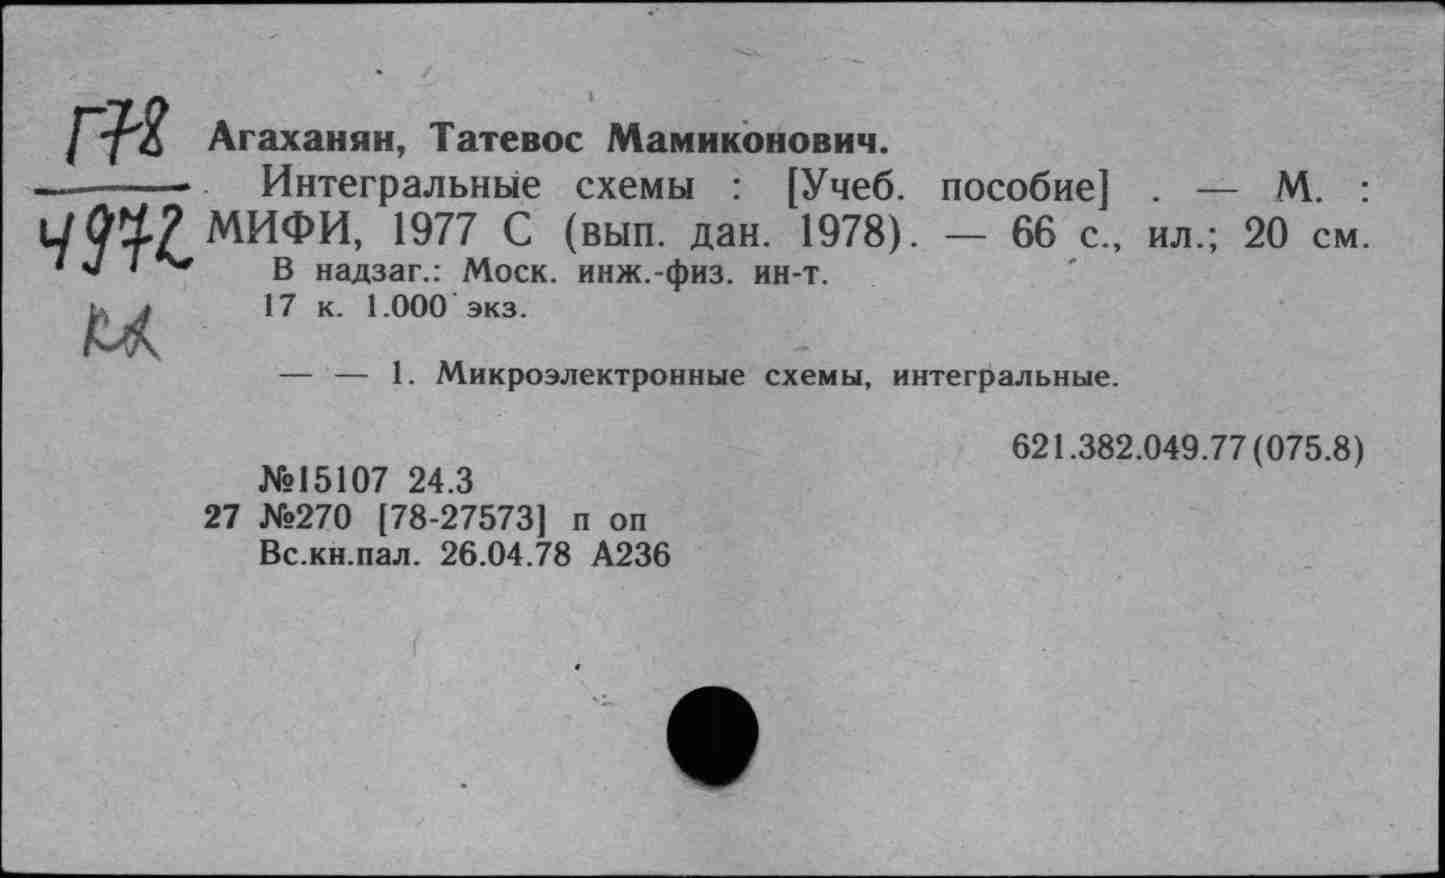 Г78
Агаханян, Татевос Мамиконович.
Интегральные схемы : [Учеб. пособие] . — М. :
4972
МИФИ, 1977 С (вып. дан. 1978). — 66 с., ил.; 20 см.
В надзаг.: Моск. инж.-физ. ин-т.
17 к. 1.000 экз.
— — 1. Микроэлектронные схемы, интегральные.
621.382.049.77(075.8)
№15107 24.3
27 №270 [78-27573] п оп
Вс.кн.пал. 26.04.78 А236